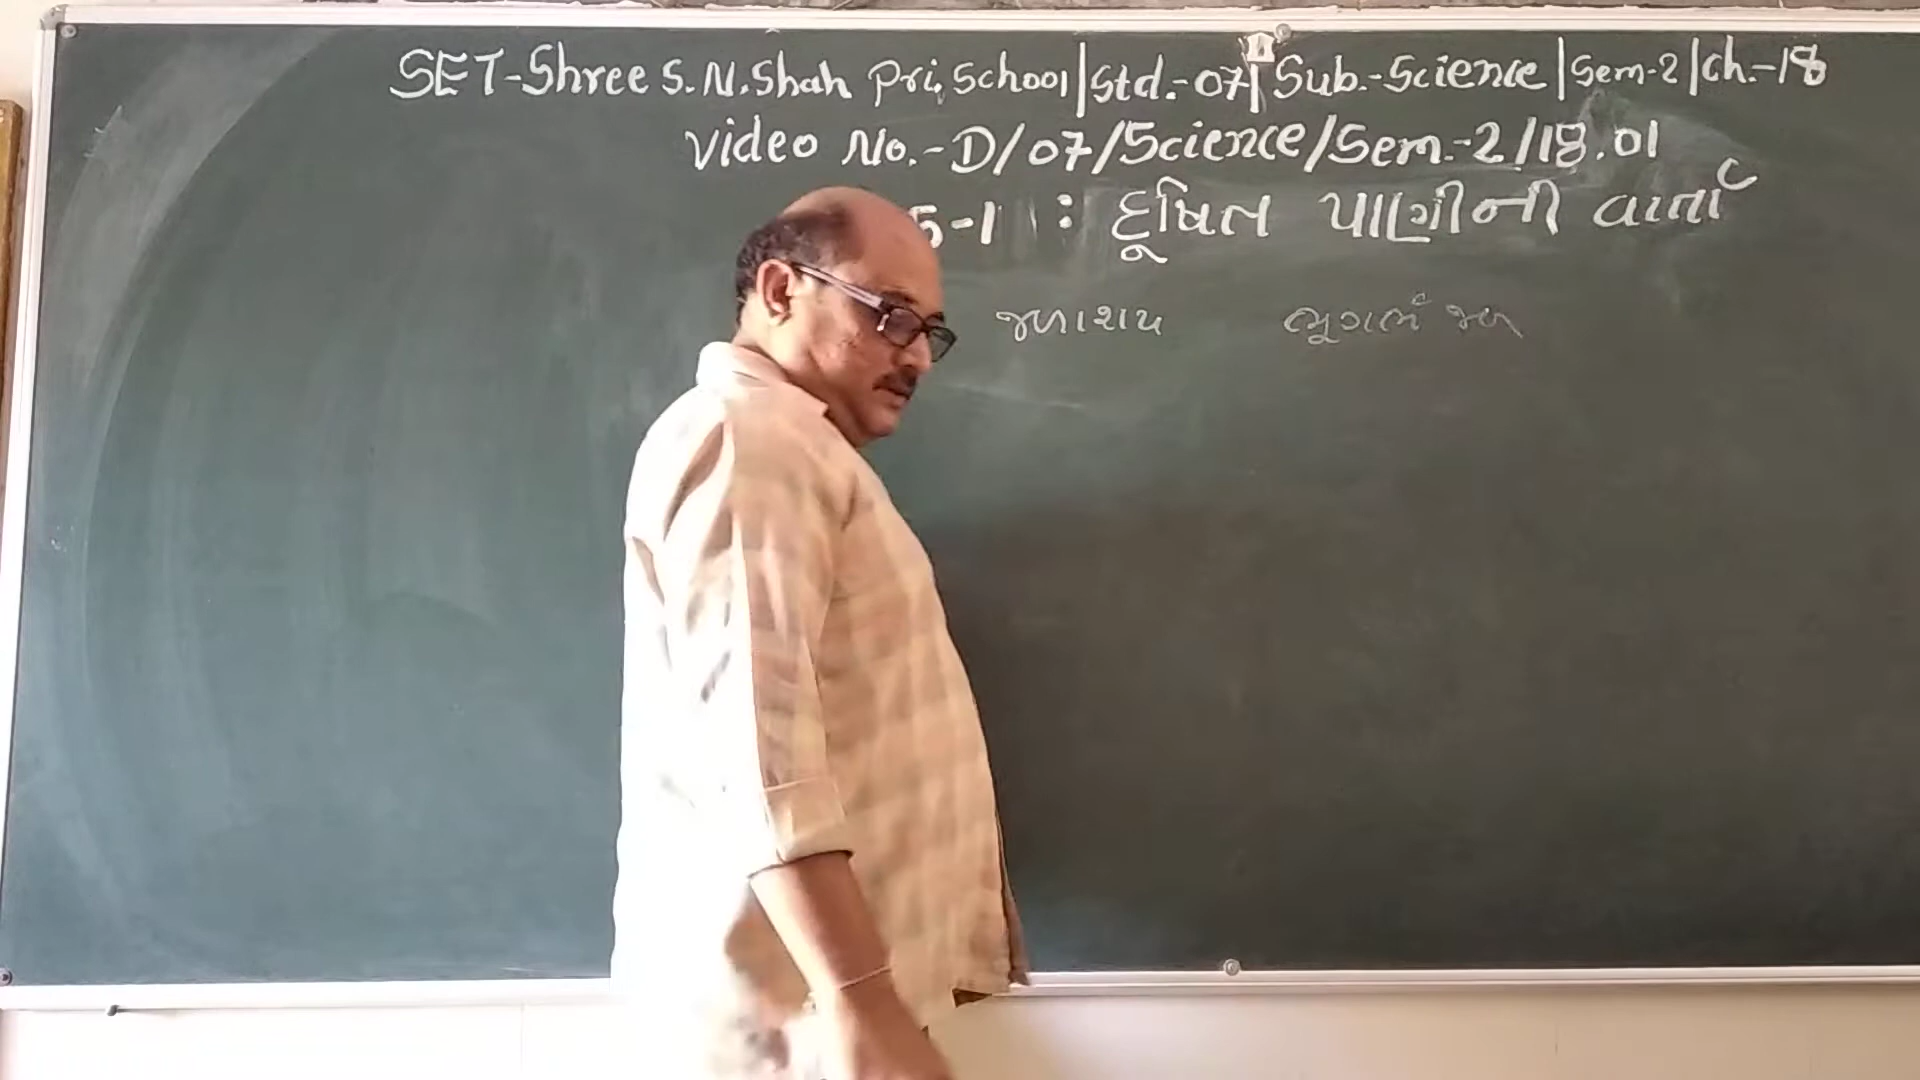 SET-Shree S.N.Shah Pri. School|Std.-07|Sub.-Science|Sem-2|Ch.-18
Video No.-D/07/Science/Sem.-2/18.01
5-1 : દૂષિત પાણીની વાર્તા
જળાશય ભૂગર્ભ જળ